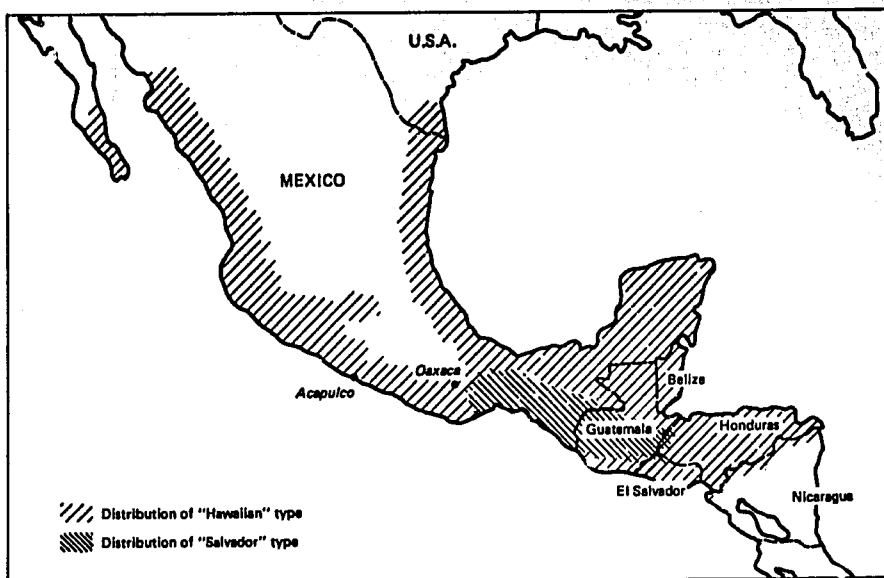 U.S.A.
MEXICO
Oaxaca
Acapulco
Belize
Guatemala
Honduras
El Salvador
Nicaragua
Distribution of "Hawaiian" type
Distribution of "Salvador" type